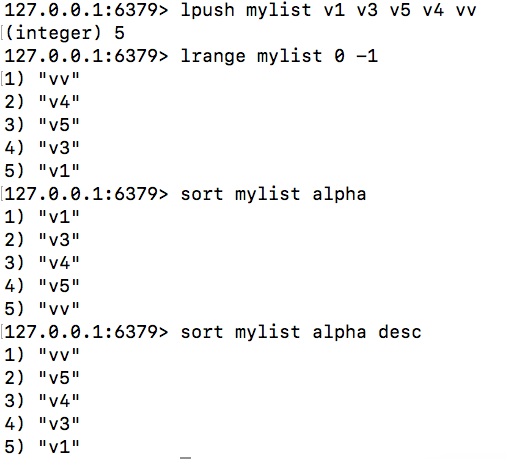 127.0.0.1:6379> lpush mylist v1 v3 v5 v4 vv
(integer) 5
127.0.0.1:6379> lrange mylist 0 -1
1) "vv"
2) "v4"
3) "v5"
4) "v3"
5) "v1"
127.0.0.1:6379> sort mylist alpha
1) "v1"
2) "v3"
3) "v4"
4) "v5"
5) "vv"
127.0.0.1:6379> sort mylist alpha desc
1) "vv"
2) "v5"
3) "v4"
4) "v3"
5) "v1"